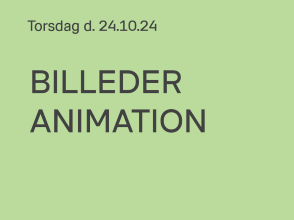 Torsdag d. 24.10.24
BILLEDER
ANIMATION